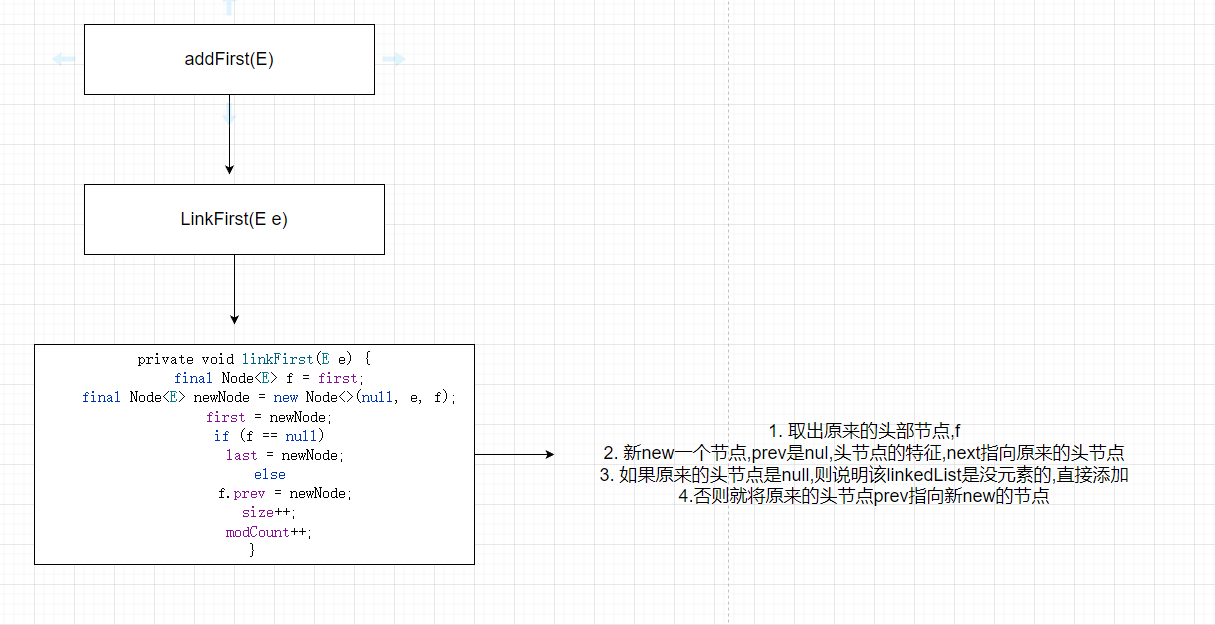 addFirst(E)
LinkFirst(E e)
private void linkFirst(E e) {
final Node<E> f = first;
final Node<E> newNode = new Node<>(null, e, f);
first = newNode;
if (f == null)
last = newNode;
else
f.prev = newNode;
size++;
modCount++;
}
1. 取出原来的头部节点,f
2. 新new一个节点,prev是nul,头节点的特征,next指向原来的头节点
3. 如果原来的头节点是null,则说明该linkedList是没元素的,直接添加
4.否则就将原来的头节点prev指向新new的节点